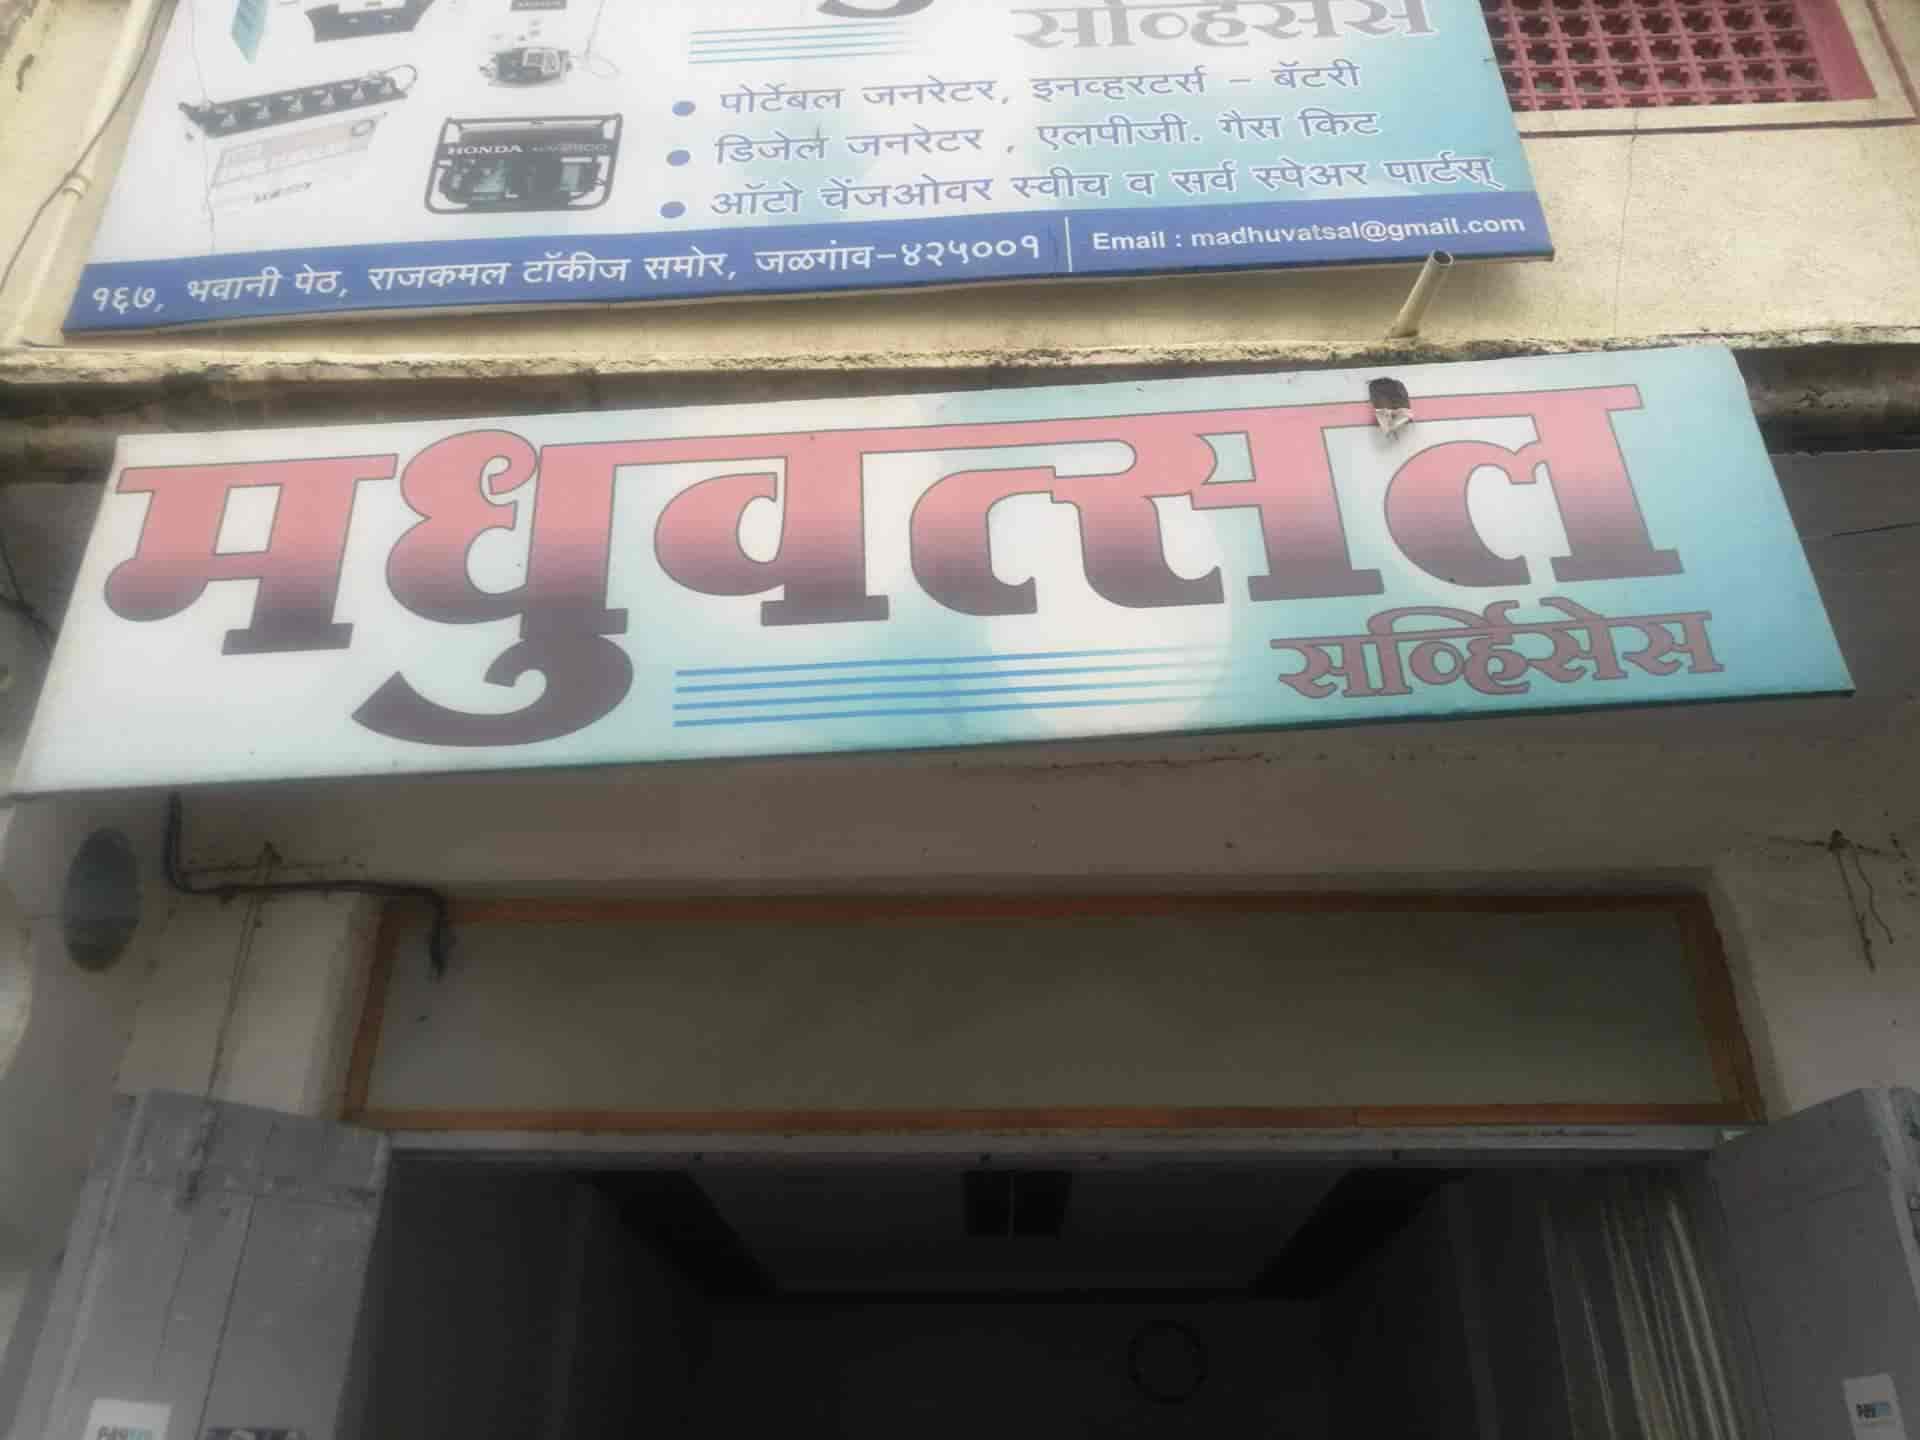 सर्व्हिसेस
• पोर्टेबल जनरेटर, इनव्हरटर्स - बॅटरी
• डिजेल जनरेटर , एलपीजी. गैस किट
• ऑटो चेंजओवर स्वीच व सर्व स्पेअर पार्टस्
HONDA
१६७, भवानी पेठ, राजकमल टॉकीज समोर, जळगांव-४२५००१ Email : madhuvatsal@gmail.com
मधुवत्सल
सर्व्हिसेस